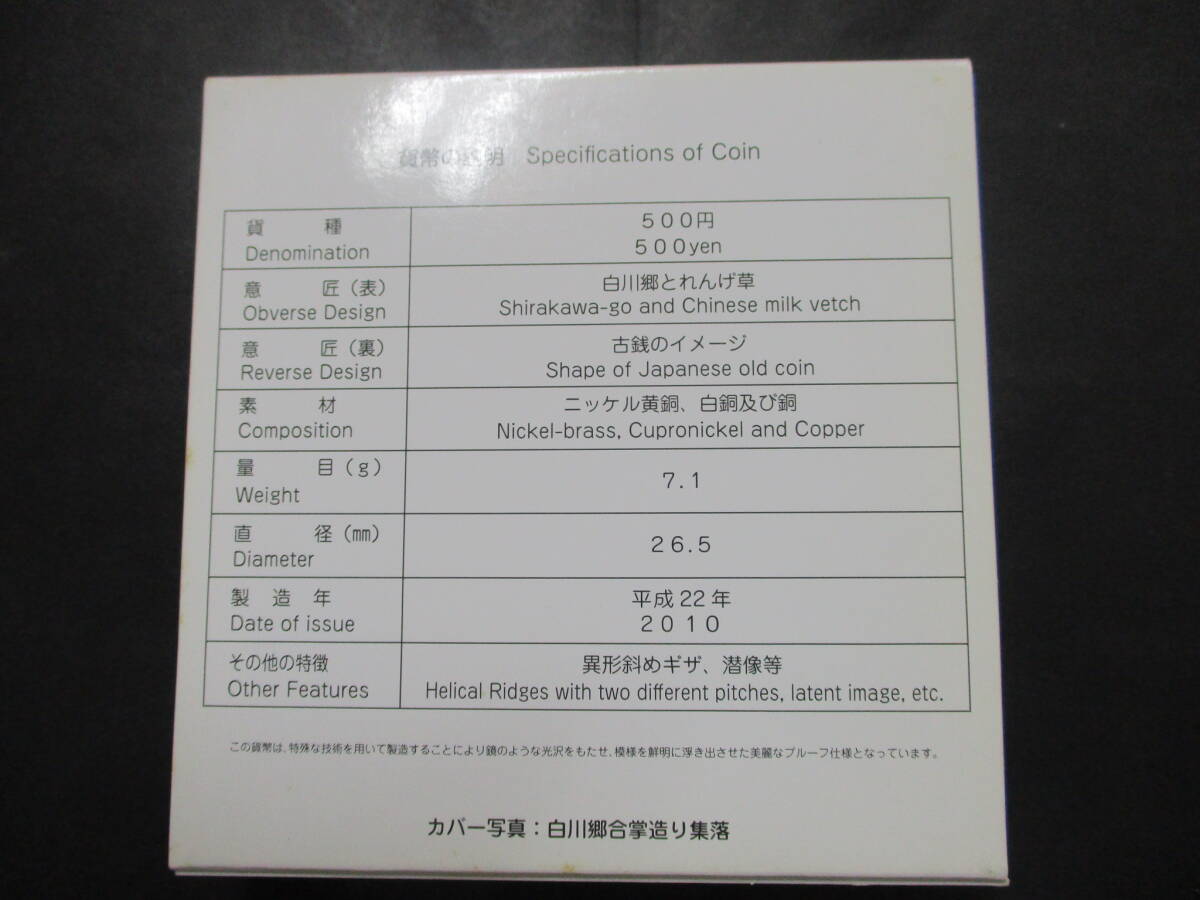 貨幣の説明 Specifications of Coin
貨 種
Denomination
５００円
５００yen
意 匠（表）
Obverse Design
白川郷とれんげ草
Shirakawa-go and Chinese milk vetch
意 匠（裏）
Reverse Design
古銭のイメージ
Shape of Japanese old coin
素 材
Composition
ニッケル黄銅、白銅及び銅
Nickel-brass, Cupronickel and Copper
量 目（ｇ）
Weight
７.１
直 径（㎜）
Diameter
２６.５
製 造 年
Date of issue
平成２２年
２０１０
その他の特徴
Other Features
異形斜めギザ、潜像等
Helical Ridges with two different pitches, latent image, etc.
この貨幣は、特殊な技術を用いて製造することにより鏡のような光沢をもたせ、模様を鮮明に浮き出させた美麗なプルーフ仕様となっています。
カバー写真：白川郷合掌造り集落